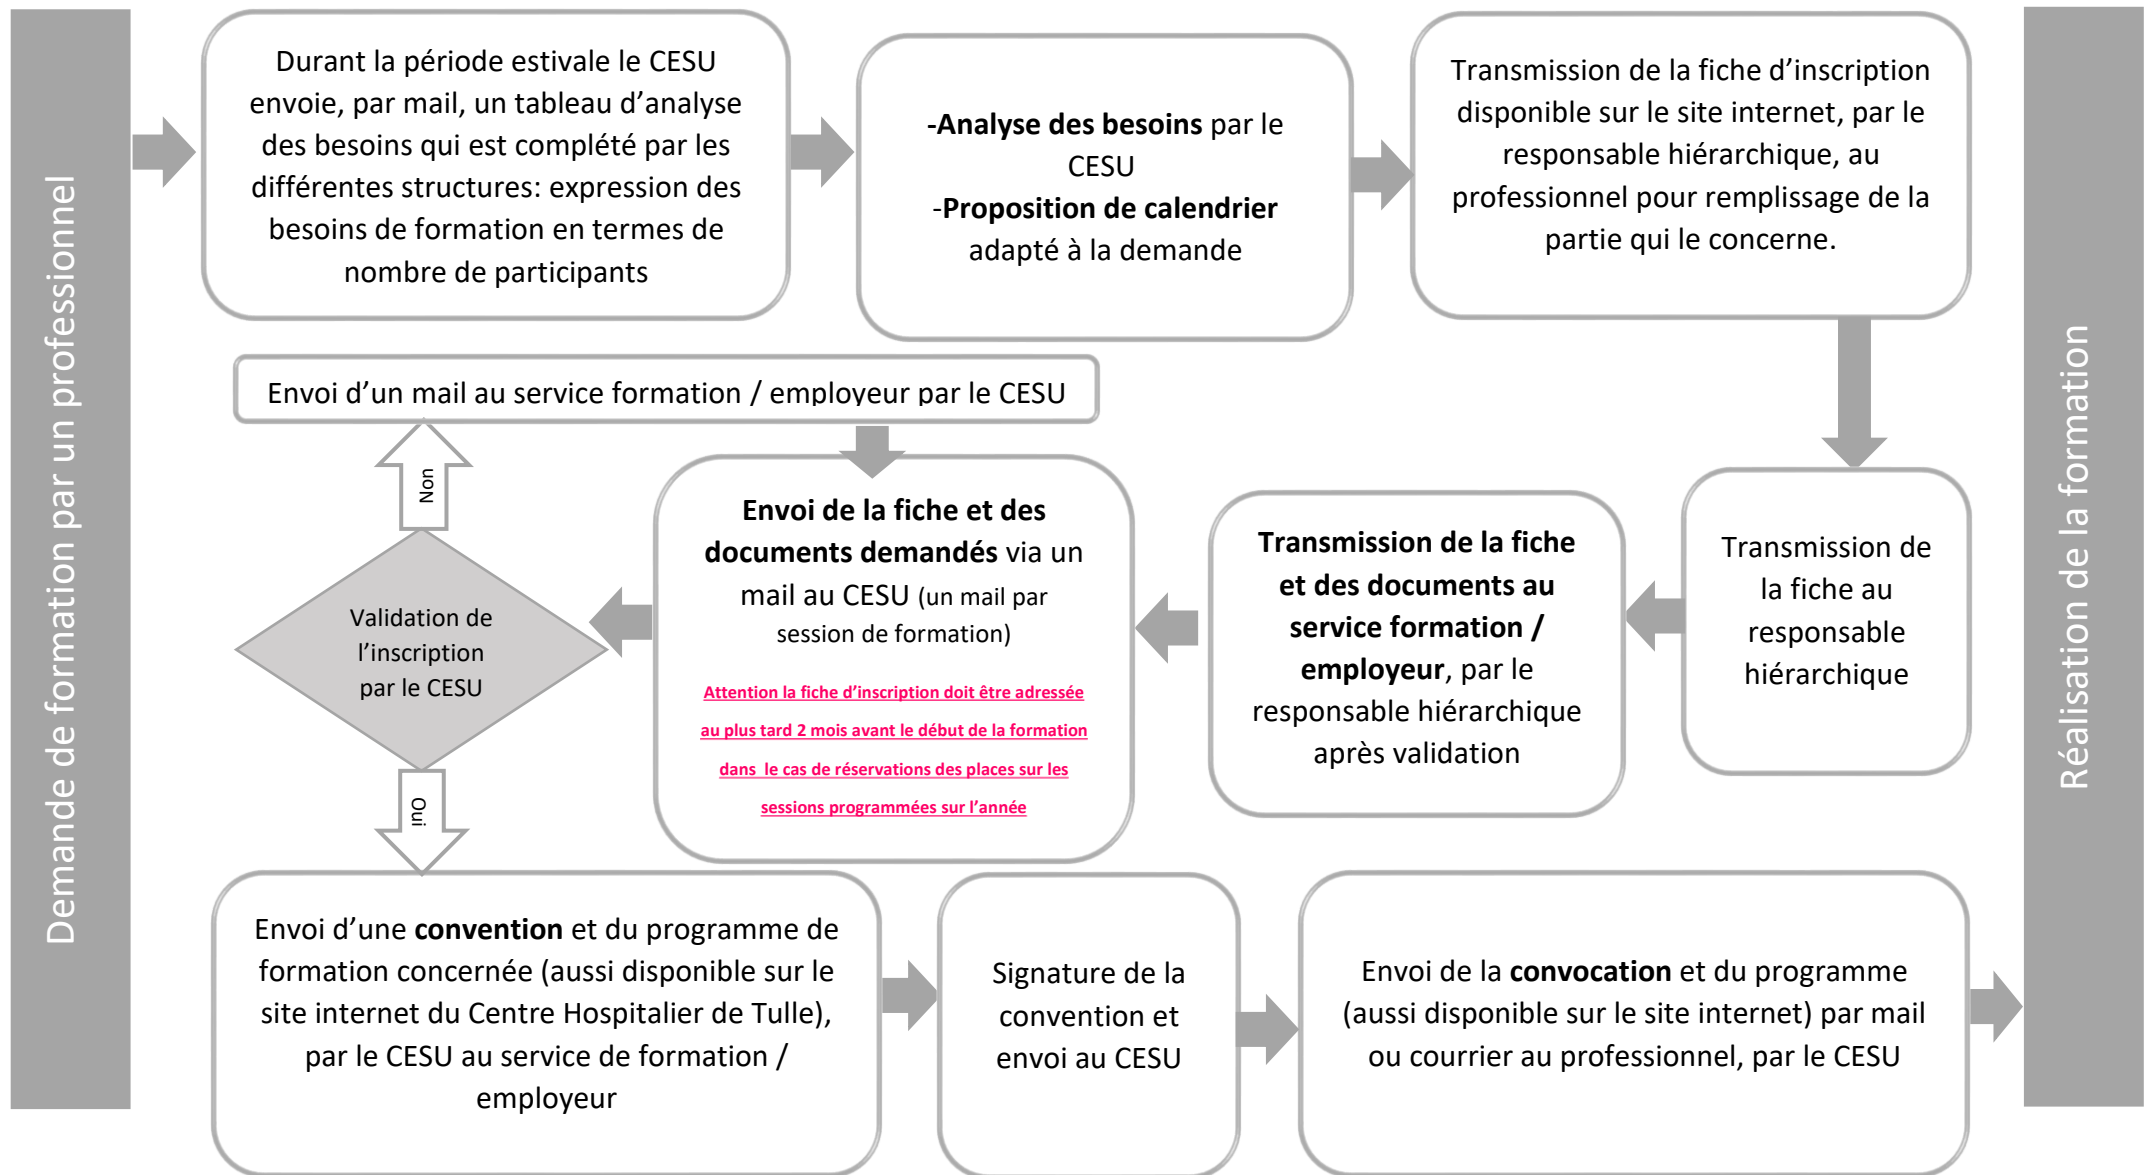 Demande de formation par un professionnel
Durant la période estivale le CESU
envoie, par mail, un tableau d’analyse
des besoins qui est complété par les
différentes structures: expression des
besoins de formation en termes de
nombre de participants
-Analyse des besoins par le
CESU
-Proposition de calendrier
adapté à la demande
Transmission de la fiche d’inscription
disponible sur le site internet, par le
responsable hiérarchique, au
professionnel pour remplissage de la
partie qui le concerne.
Transmission de
la fiche au
responsable
hiérarchique
Transmission de la fiche
et des documents au
service formation /
employeur, par le
responsable hiérarchique
après validation
Envoi de la fiche et des
documents demandés via un
mail au CESU (un mail par
session de formation)
Attention la fiche d’inscription doit être adressée
au plus tard 2 mois avant le début de la formation
dans le cas de réservations des places sur les
sessions programmées sur l’année
Validation de
l’inscription
par le CESU
Non
Envoi d’un mail au service formation / employeur par le CESU
Oui
Envoi d’une convention et du programme de
formation concernée (aussi disponible sur le
site internet du Centre Hospitalier de Tulle),
par le CESU au service de formation /
employeur
Signature de la
convention et
envoi au CESU
Envoi de la convocation et du programme
(aussi disponible sur le site internet) par mail
ou courrier au professionnel, par le CESU
Réalisation de la formation